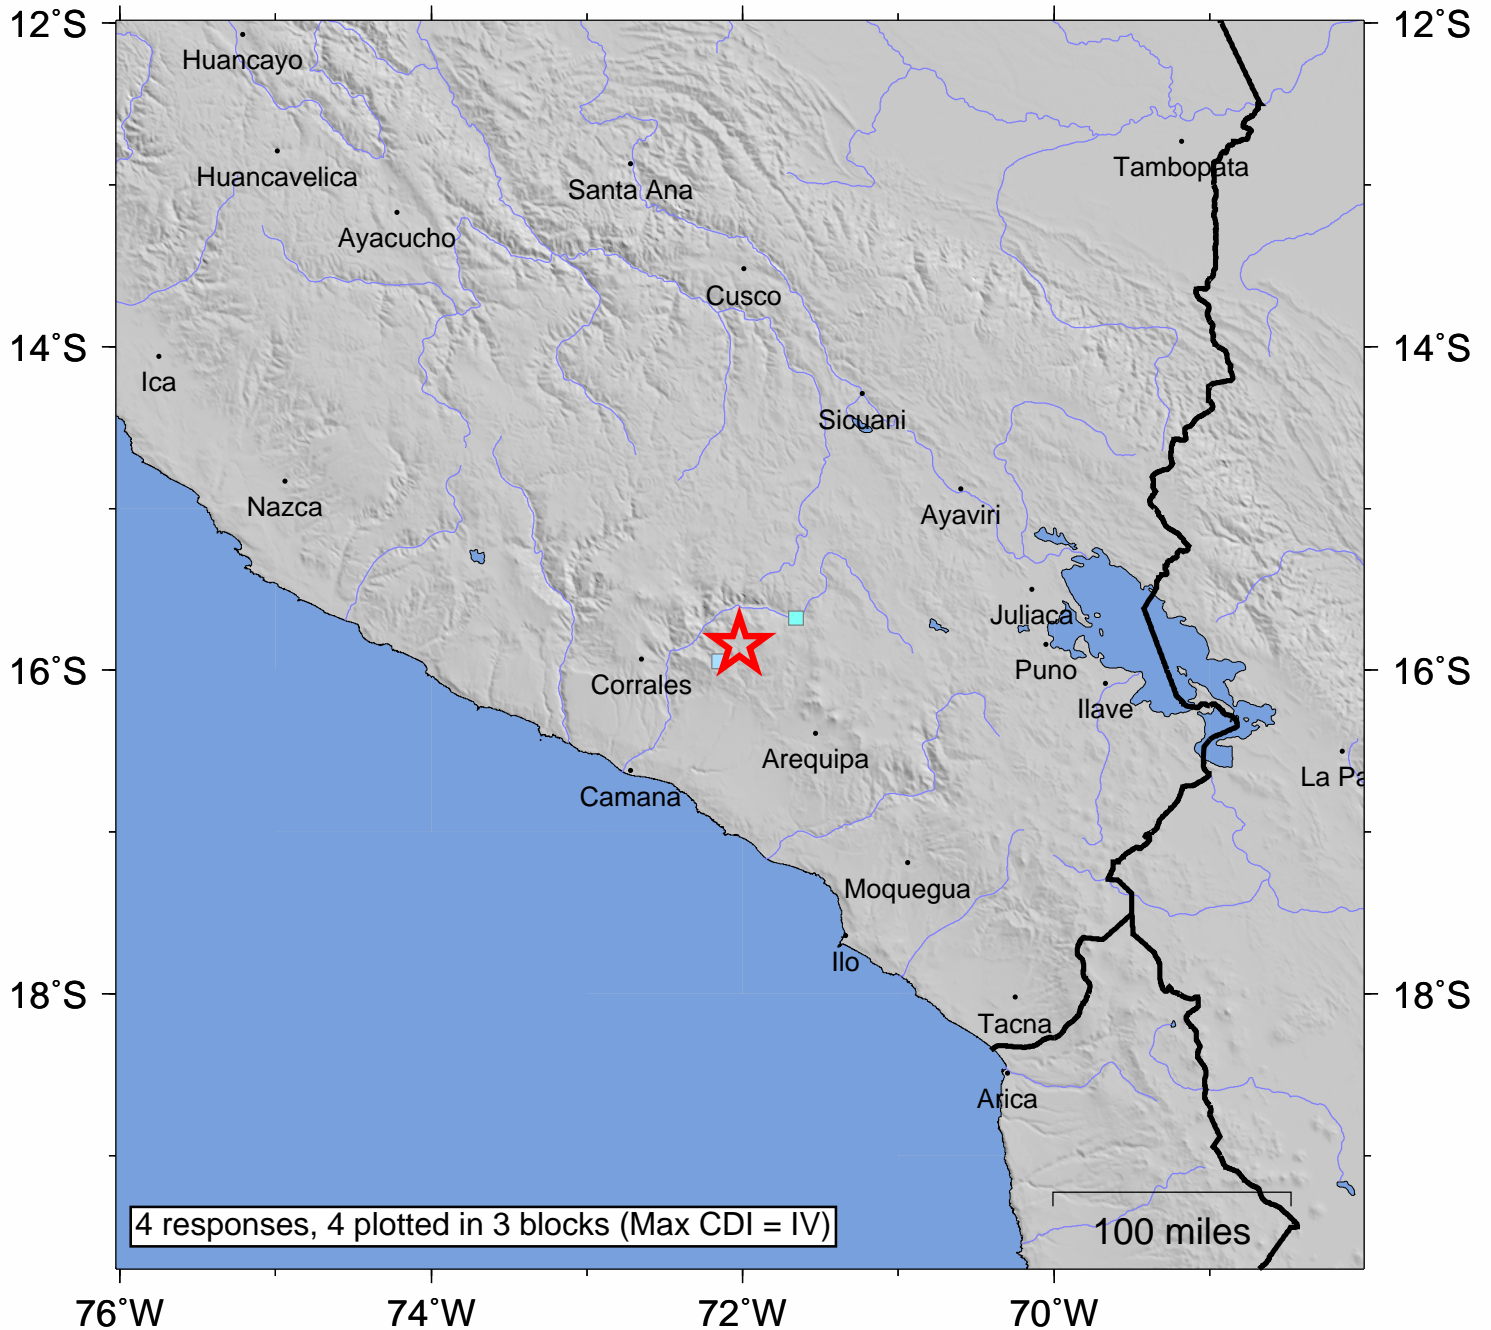 12°S
12°S
Huancayo
Tambopata
Huancavelica
Santa Ana
Ayacucho
Cusco
14°S
14°S
Ica
Sicuani
Nazca
Ayaviri
Juliaca
16°S
16°S
Puno
Corrales
Ilave
Arequipa
La Pa
Camana
Moquegua
Ilo
18°S
18°S
Tacna
Arica
4 responses, 4 plotted in 3 blocks (Max CDI = IV)
100 miles
76°W 74°W 72°W 70°W